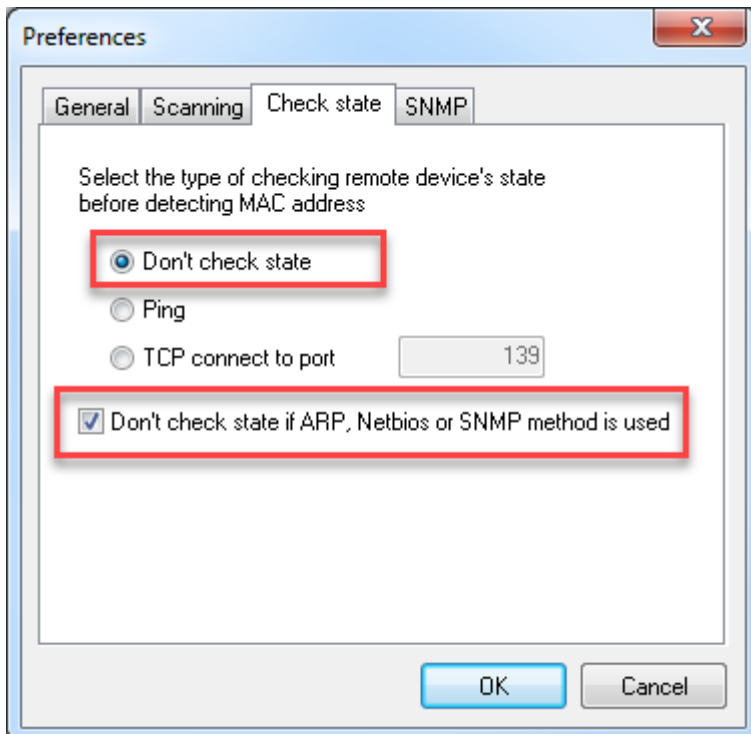 Preferences
General Scanning Check state SNMP
Select the type of checking remote device's state
before detecting MAC address
Don't check state
Ping
TCP connect to port 139
Don't check state if ARP, Netbios or SNMP method is used
OK Cancel